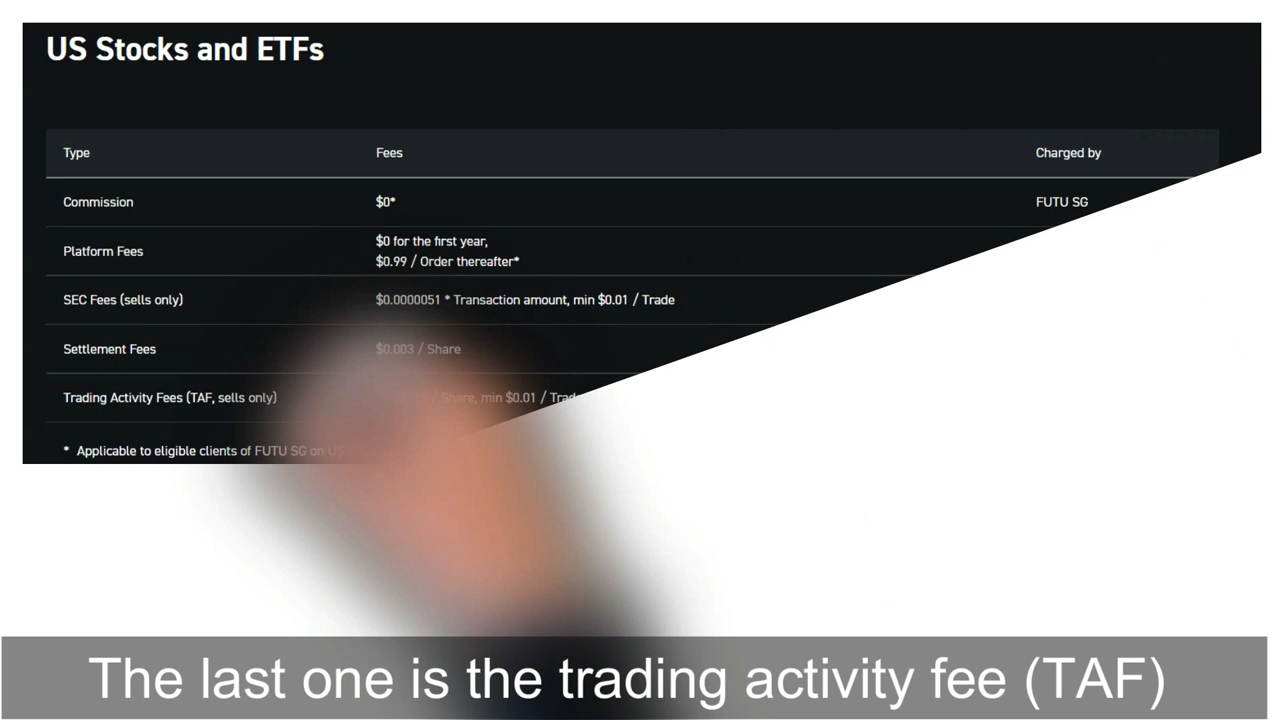 US Stocks and ETFs
Type Fees Charged by
Commission $0* FUTU SG
Platform Fees $0 for the first year,
$0.99 / Order thereafter*
SEC Fees (sells only) $0.0000051 * Transaction amount, min $0.01 / Trade
Settlement Fees $0.003 / Share
Trading Activity Fees (TAF, sells only) / Share, min $0.01 /
* Applicable to eligible clients of FUTU SG on US
The last one is the trading activity fee (TAF)